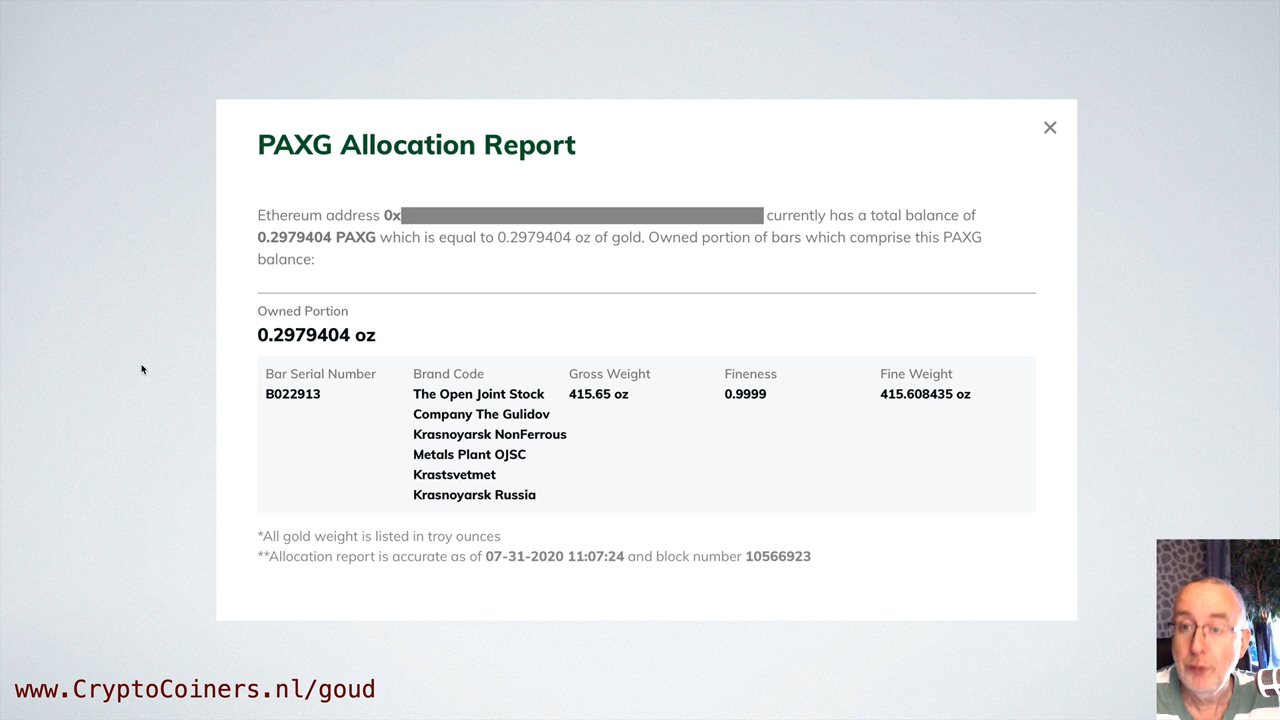 PAXG Allocation Report
Ethereum address 0x currently has a total balance of
0.2979404 PAXG which is equal to 0.2979404 oz of gold. Owned portion of bars which comprise this PAXG
balance:
Owned Portion
0.2979404 oz
Bar Serial Number Brand Code Gross Weight Fineness Fine Weight
B022913 The Open Joint Stock 415.65 oz 0.9999 415.608435 oz
Company The Gulidov
Krasnoyarsk NonFerrous
Metals Plant OJSC
Krastsvetmet
Krasnoyarsk Russia
*All gold weight is listed in troy ounces
**Allocation report is accurate as of 07-31-2020 11:07:24 and block number 10566923
www.CryptoCoiners.nl/goud